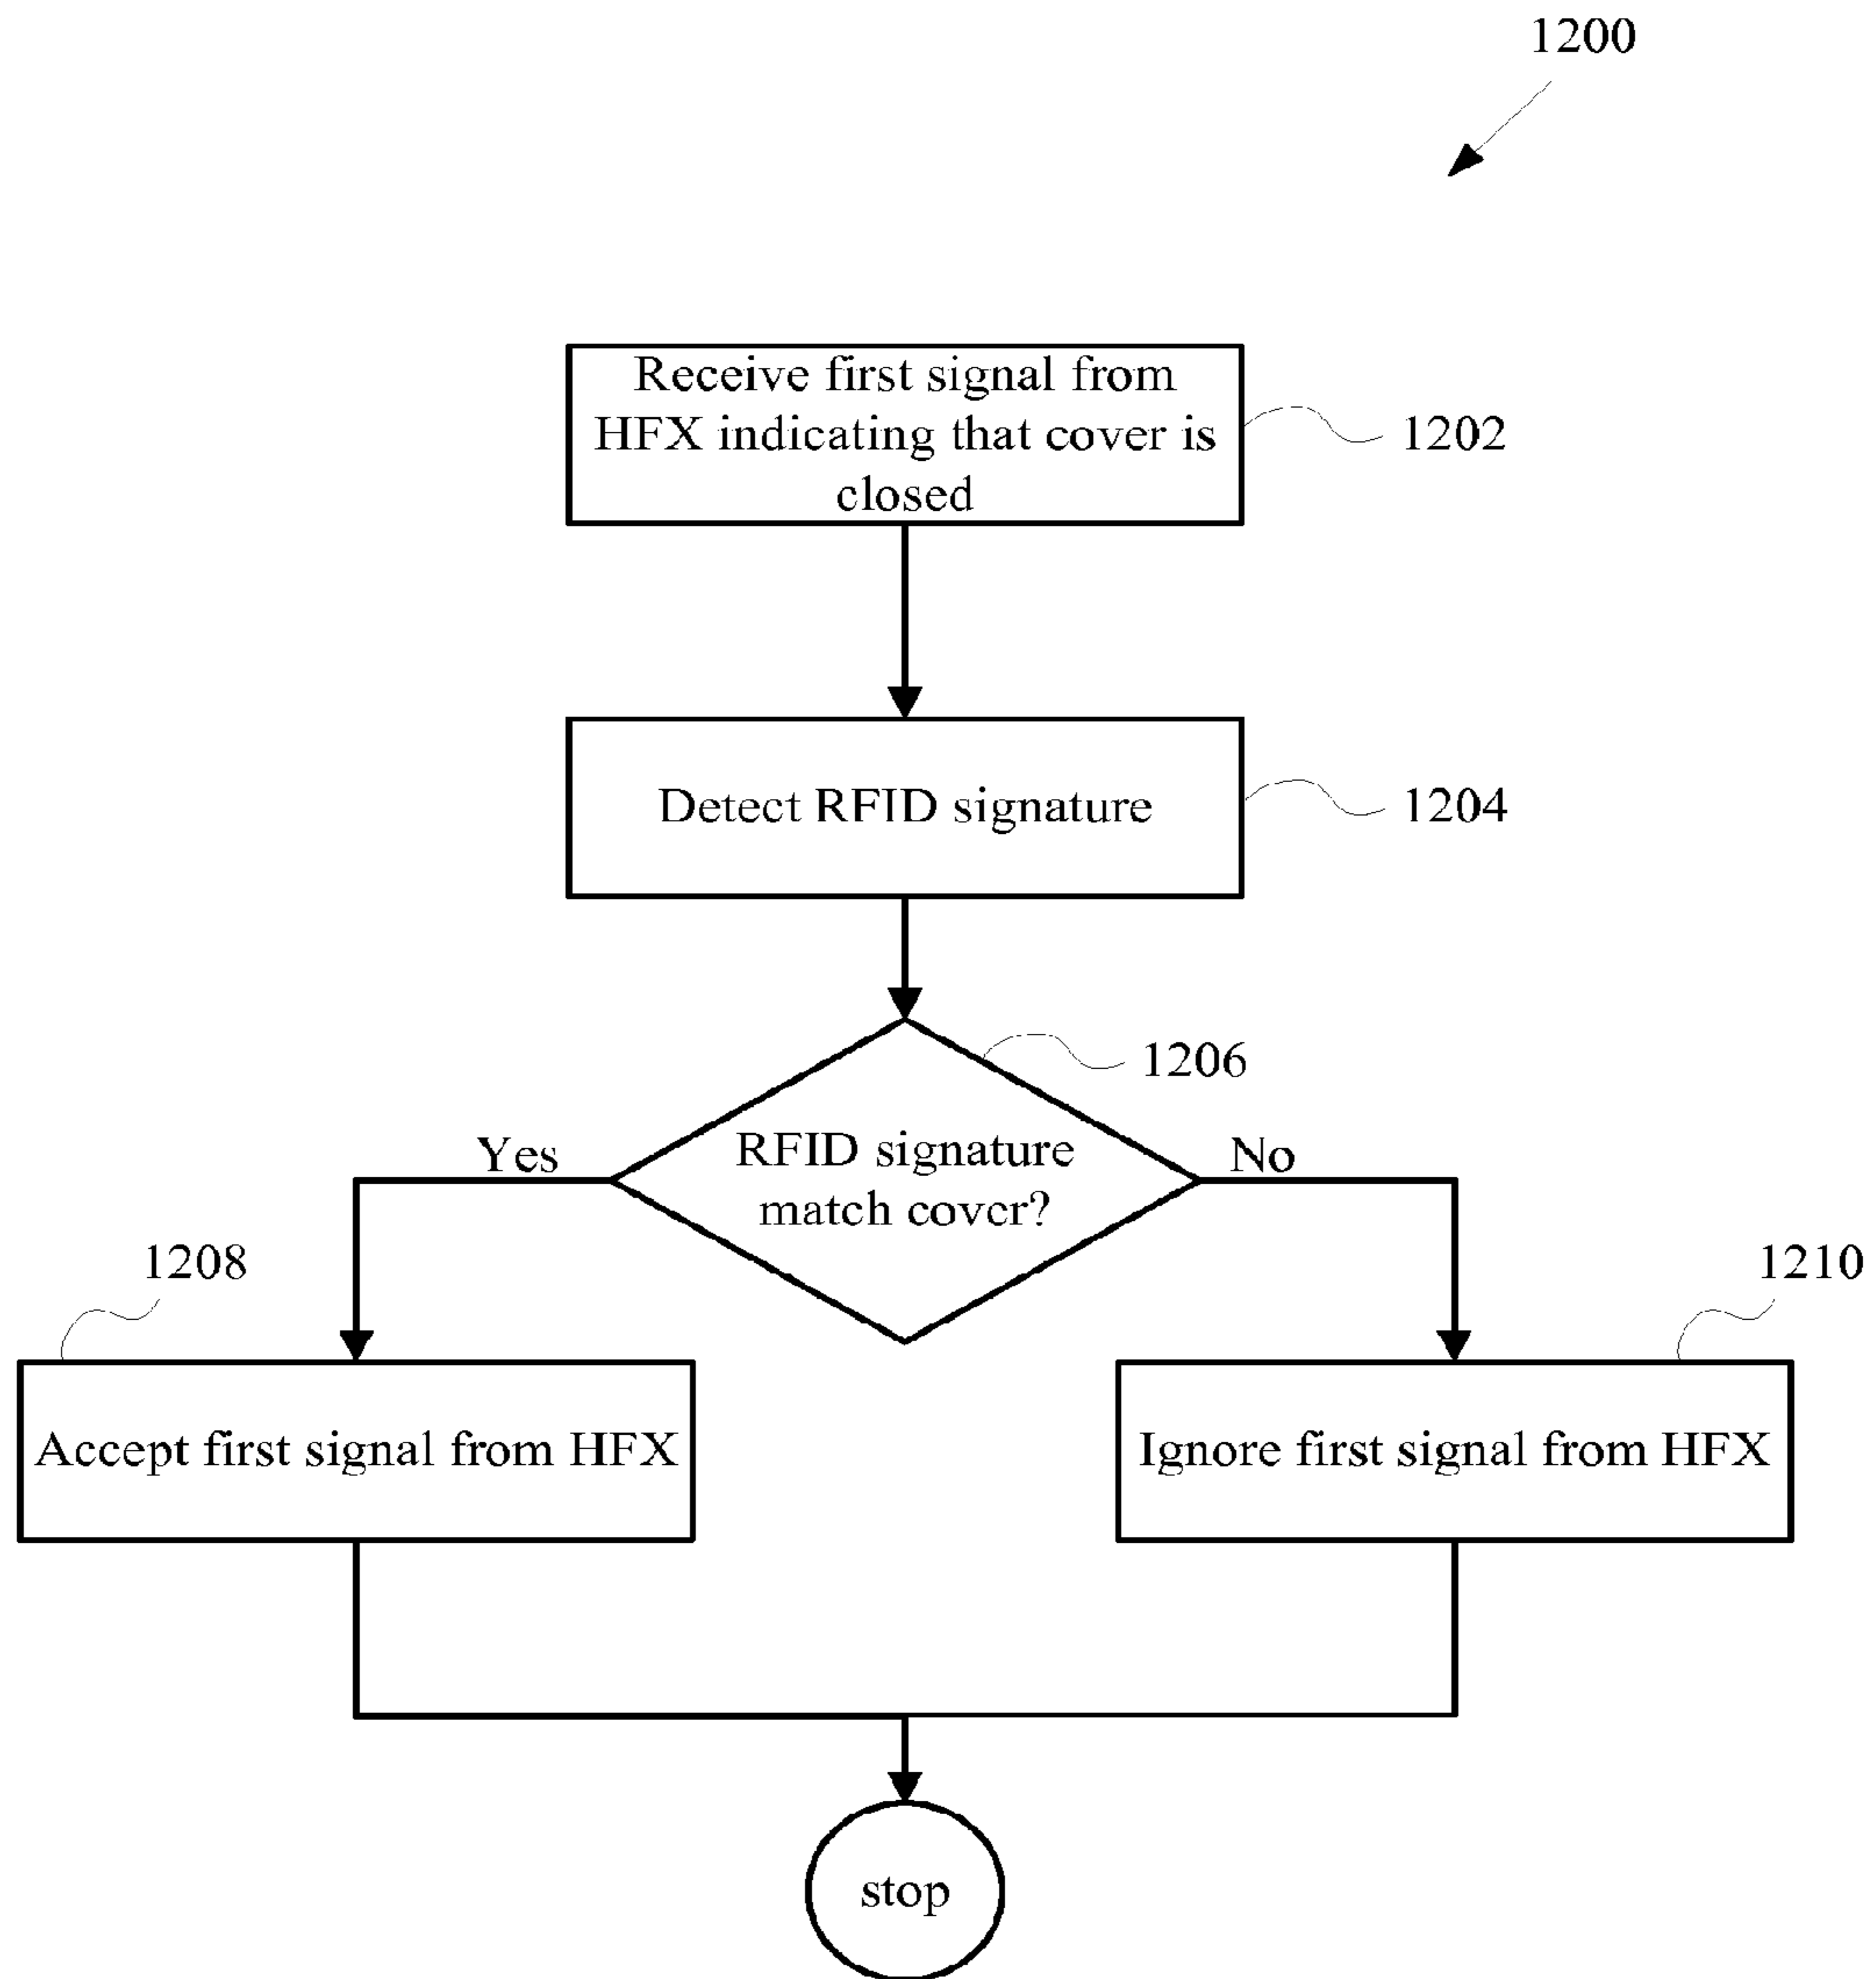 1200
Receive first signal from
HFX indicating that cover is
closed
1202
Detect RFID signature
1204
1206
RFID signature
match cover?
Yes
No
1208
1210
Accept first signal from HFX
Ignore first signal from HFX
stop